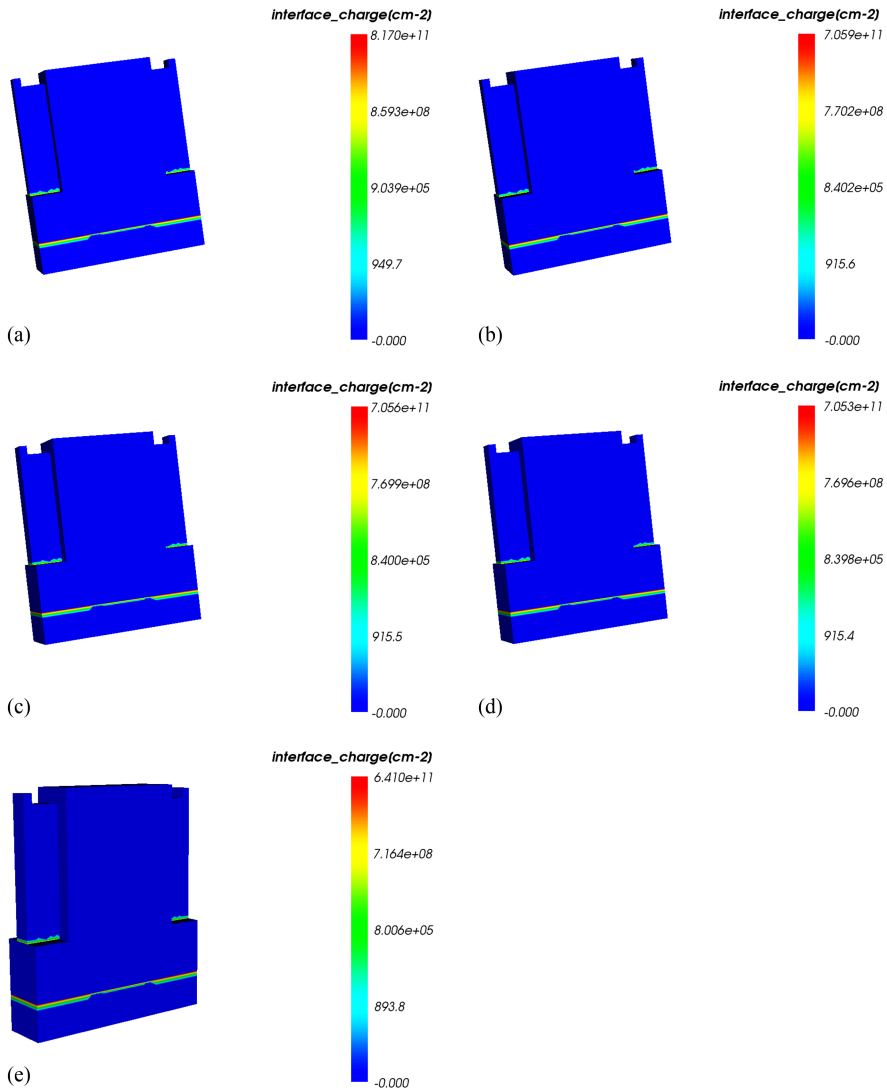 interface_charge(cm-2)
8.170e+11
8.593e+08
9.039e+05
949.7
-0.000
(a)
interface_charge(cm-2)
7.059e+11
7.702e+08
8.402e+05
915.6
-0.000
(b)
interface_charge(cm-2)
7.056e+11
7.699e+08
8.400e+05
915.5
-0.000
(c)
interface_charge(cm-2)
7.053e+11
7.696e+08
8.398e+05
915.4
-0.000
(d)
interface_charge(cm-2)
6.410e+11
7.164e+08
8.006e+05
893.8
-0.000
(e)